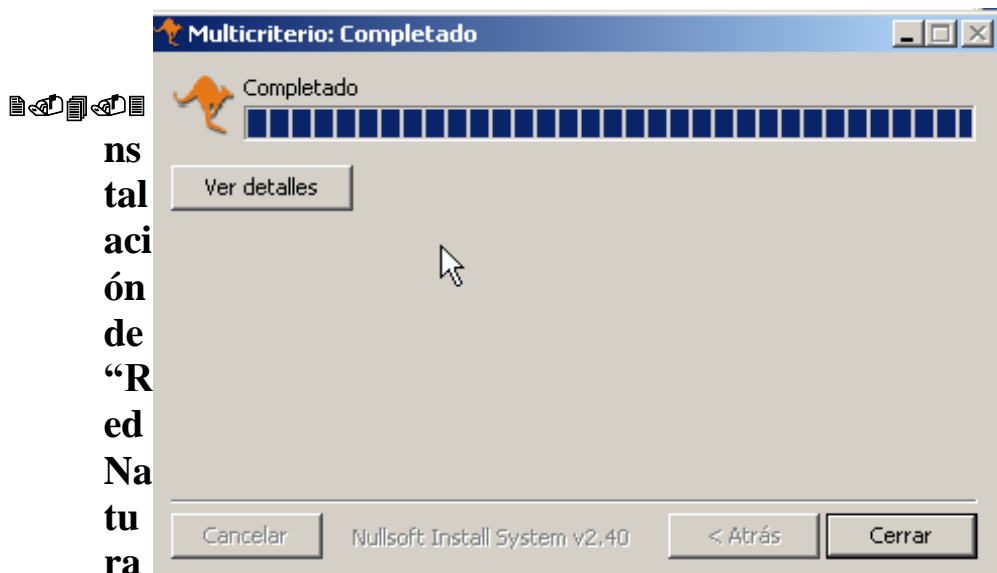 Multicriterio: Completado
Completado
Ver detalles
ns
tal
aci
ón
de
“R
ed
Na
tu
ra
Cancelar
Nullsoft Install System v2.40
< Atrás
Cerrar